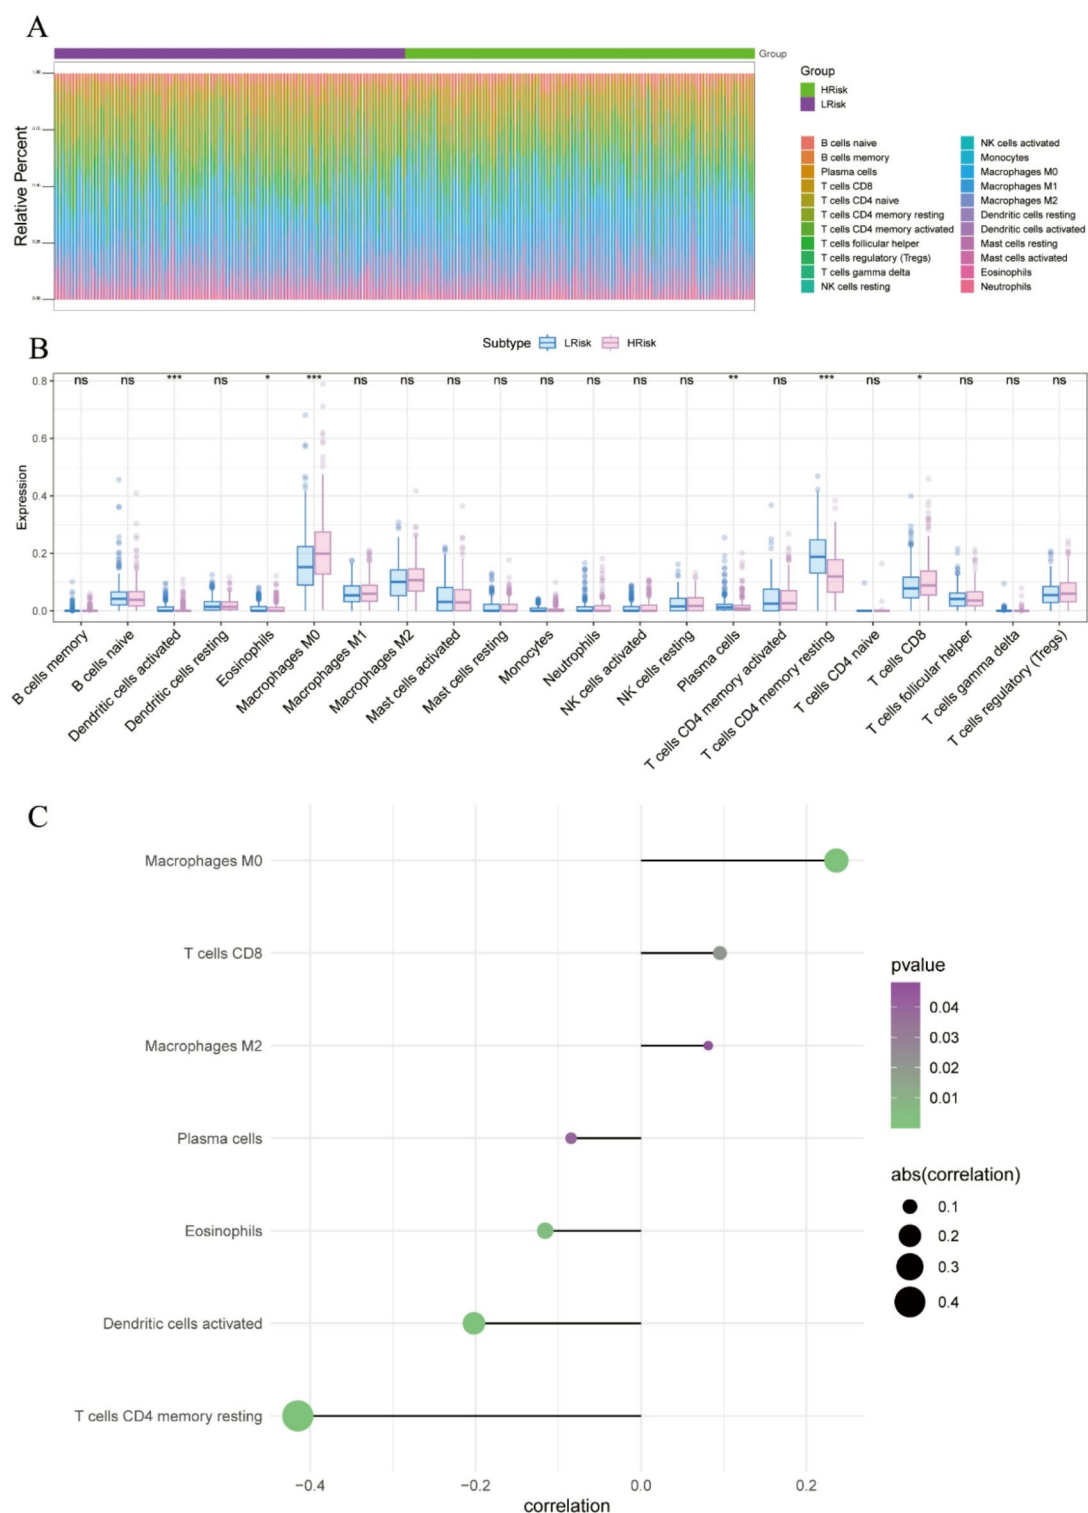 A
Group
1.00
Relative Percent
0.00
Group
HRisk
LRisk
B cells naive
B cells memory
Plasma cells
T cells CD8
T cells CD4 naive
T cells CD4 memory resting
T cells CD4 memory activated
T cells follicular helper
T cells regulatory (Tregs)
T cells gamma delta
NK cells resting
NK cells activated
Monocytes
Macrophages M0
Macrophages M1
Macrophages M2
Dendritic cells resting
Dendritic cells activated
Mast cells resting
Mast cells activated
Eosinophils
Neutrophils
B
Subtype LRisk HRisk
ns ns *** ns * *** ns ns ns ns ns ns ns ns ** ns *** ns * ns ns ns
0.8
0.6
0.4
0.2
0.0
Expression
B cells memory
B cells naive
Dendritic cells activated
Dendritic cells resting
Eosinophils
Macrophages M0
Macrophages M1
Macrophages M2
Mast cells activated
Mast cells resting
Monocytes
Neutrophils
NK cells activated
NK cells resting
Plasma cells
T cells CD4 memory activated
T cells CD4 memory resting
T cells CD4 naive
T cells CD8
T cells follicular helper
T cells gamma delta
T cells regulatory (Tregs)
C
Macrophages M0
T cells CD8
Macrophages M2
Plasma cells
Eosinophils
Dendritic cells activated
T cells CD4 memory resting
−0.4 −0.2 0.0 0.2
correlation
pvalue
0.04
0.03
0.02
0.01
abs(correlation)
0.1
0.2
0.3
0.4